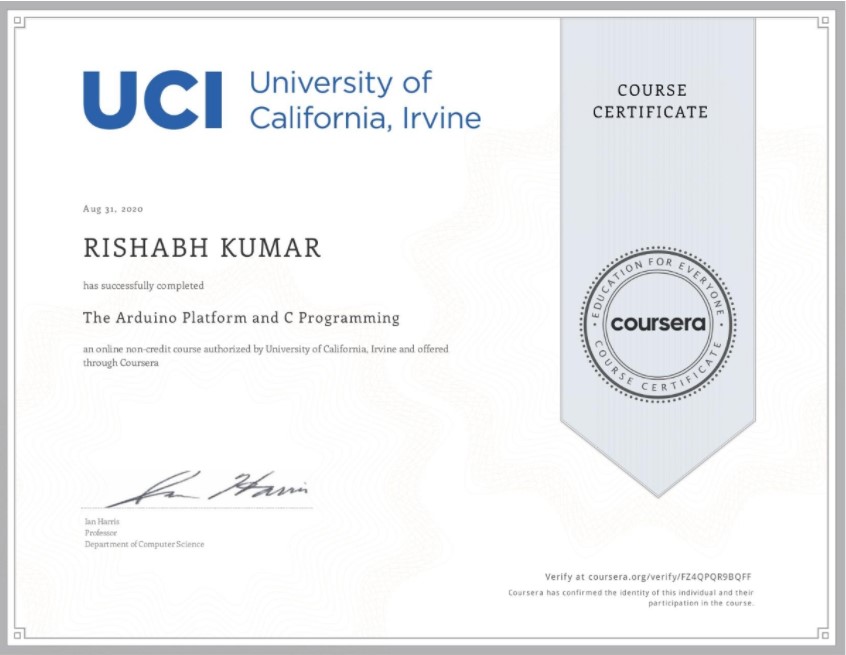 UCI University of
California, Irvine
COURSE
CERTIFICATE
Aug 31, 2020
RISHABH KUMAR
has successfully completed
The Arduino Platform and C Programming
an online non-credit course authorized by University of California, Irvine and offered
through Coursera
EDUCATION FOR EVERYONE
coursera
COURSE CERTIFICATE
Ian Harris
Ian Harris
Professor
Department of Computer Science
Verify at coursera.org/verify/FZ4QPQR9BQFF
Coursera has confirmed the identity of this individual and their
participation in the course.